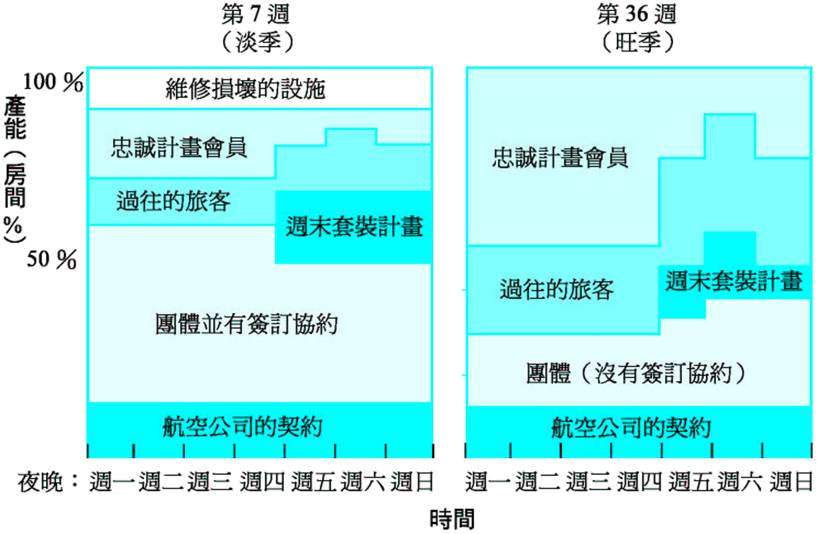 第 7 週
(淡季)
第 36 週
(旺季)
產能(房間%)
100 %
50 %
維修損壞的設施
忠誠計畫會員
過往的旅客
週末套裝計畫
團體並有簽訂協約
航空公司的契約
忠誠計畫會員
過往的旅客
週末套裝計畫
團體(沒有簽訂協約)
航空公司的契約
夜晚：週一 週二 週三 週四 週五 週六 週日
週一 週二 週三 週四 週五 週六 週日
時間